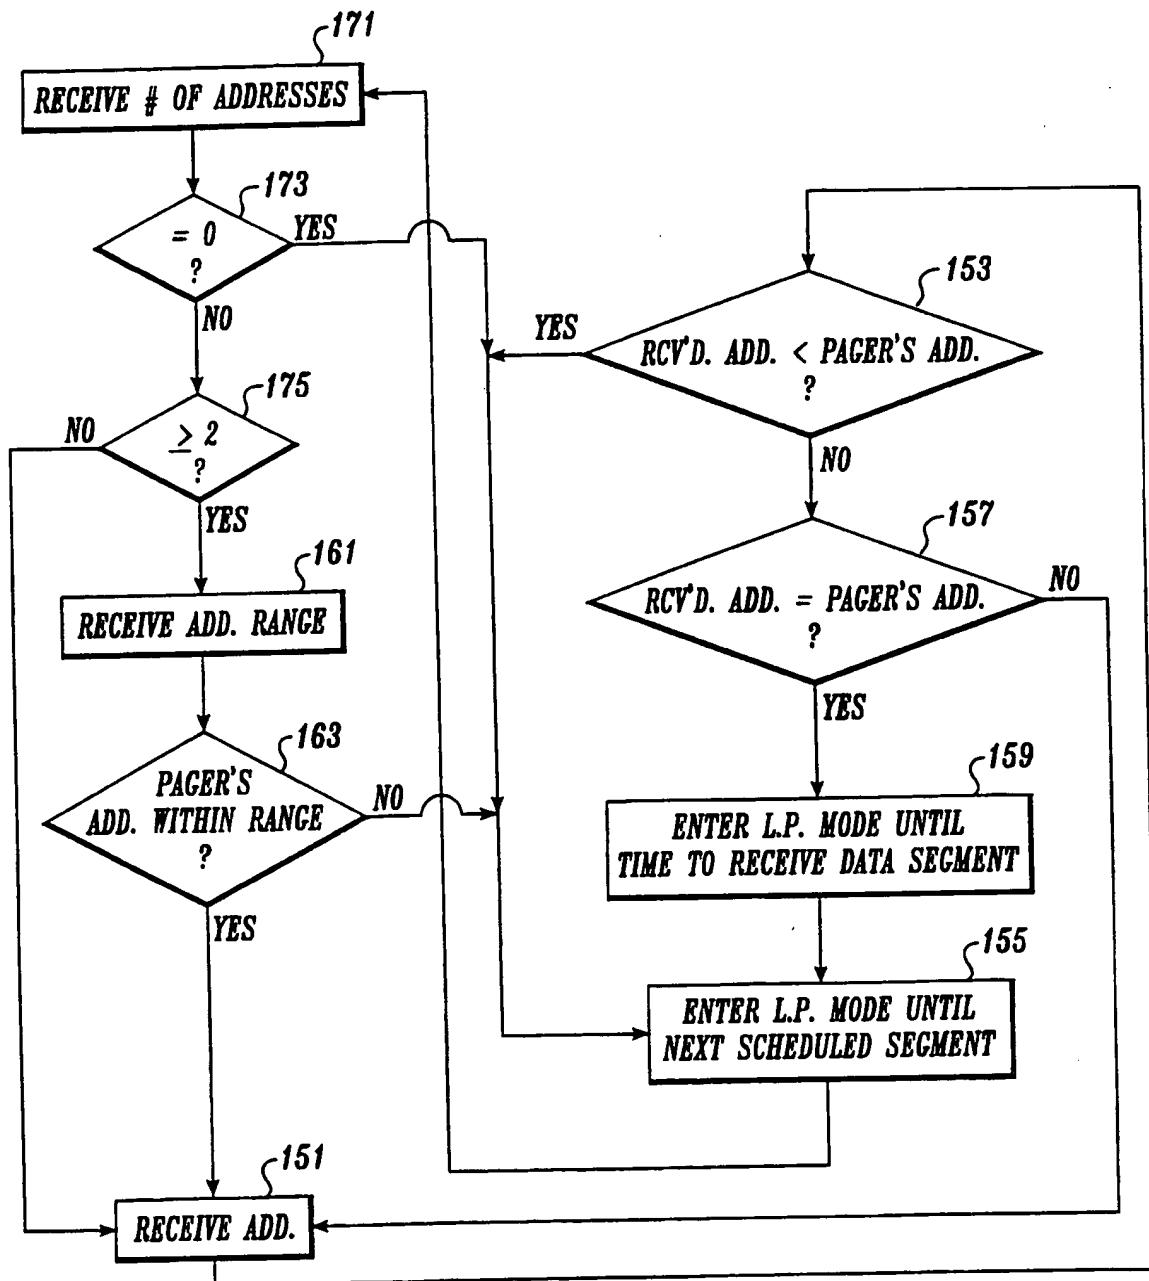 171
RECEIVE # OF ADDRESSES
173
= 0
?
YES
NO
175
≥ 2
?
NO
YES
161
RECEIVE ADD. RANGE
163
PAGER'S
ADD. WITHIN RANGE
?
NO
YES
151
RECEIVE ADD.
153
RCV'D. ADD. < PAGER'S ADD.
?
YES
NO
157
RCV'D. ADD. = PAGER'S ADD.
?
NO
YES
159
ENTER L.P. MODE UNTIL
TIME TO RECEIVE DATA SEGMENT
155
ENTER L.P. MODE UNTIL
NEXT SCHEDULED SEGMENT